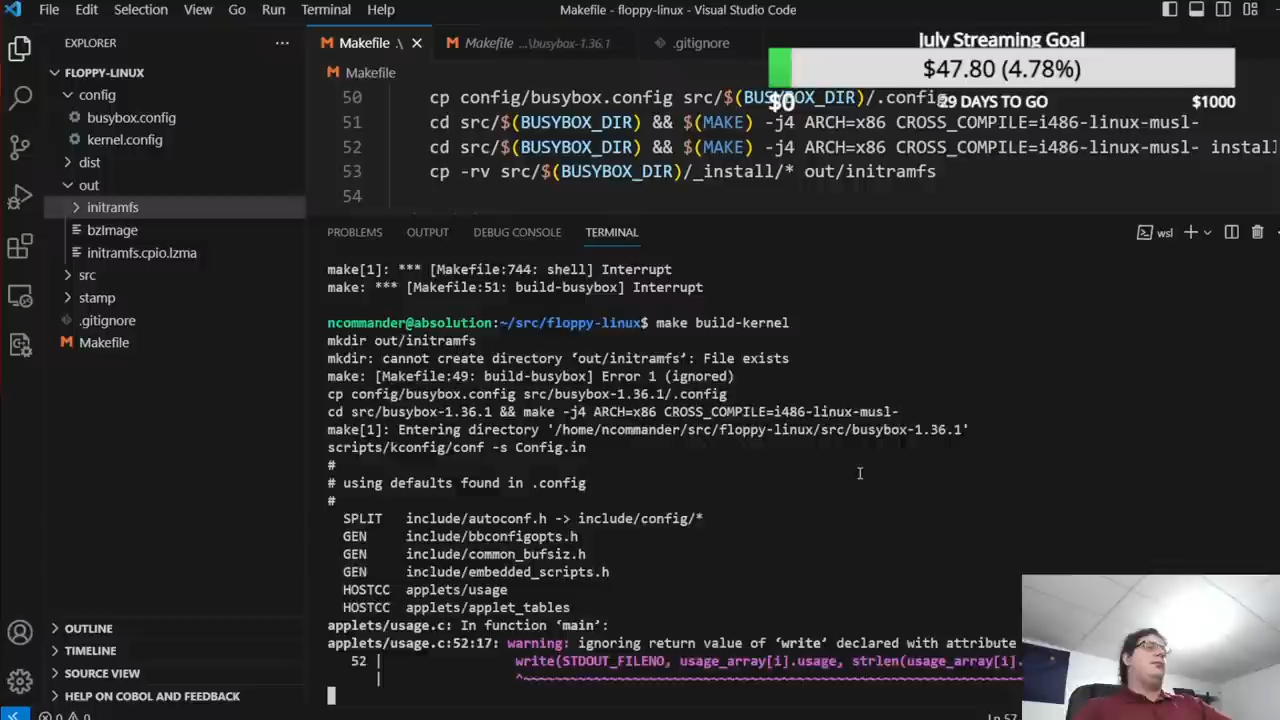 File Edit Selection View Go Run Terminal Help
Makefile - floppy-linux - Visual Studio Code
EXPLORER
FLOPPY-LINUX
config
busybox.config
kernel.config
dist
out
initramfs
bzImage
initramfs.cpio.lzma
src
stamp
.gitignore
Makefile
OUTLINE
TIMELINE
SOURCE VIEW
HELP ON COBOL AND FEEDBACK
Makefile .\
Makefile ...\busybox-1.36.1
.gitignore
Makefile
July Streaming Goal
$47.80 (4.78%)
$0 29 DAYS TO GO $1000
50 cp config/busybox.config src/$(BUSYBOX_DIR)/.config
51 cd src/$(BUSYBOX_DIR) && $(MAKE) -j4 ARCH=x86 CROSS_COMPILE=i486-linux-musl-
52 cd src/$(BUSYBOX_DIR) && $(MAKE) -j4 ARCH=x86 CROSS_COMPILE=i486-linux-musl- install
53 cp -rv src/$(BUSYBOX_DIR)/_install/* out/initramfs
54
PROBLEMS OUTPUT DEBUG CONSOLE TERMINAL
wsl
make[1]: *** [Makefile:744: shell] Interrupt
make: *** [Makefile:51: build-busybox] Interrupt
ncommander@absolution:~/src/floppy-linux$ make build-kernel
mkdir out/initramfs
mkdir: cannot create directory ‘out/initramfs’: File exists
make: [Makefile:49: build-busybox] Error 1 (ignored)
cp config/busybox.config src/busybox-1.36.1/.config
cd src/busybox-1.36.1 && make -j4 ARCH=x86 CROSS_COMPILE=i486-linux-musl-
make[1]: Entering directory '/home/ncommander/src/floppy-linux/src/busybox-1.36.1'
scripts/kconfig/conf -s Config.in
#
# using defaults found in .config
#
SPLIT include/autoconf.h -> include/config/*
GEN include/bbconfigopts.h
GEN include/common_bufsiz.h
GEN include/embedded_scripts.h
HOSTCC applets/usage
HOSTCC applets/applet_tables
applets/usage.c: In function ‘main’:
applets/usage.c:52:17: warning: ignoring return value of ‘write’ declared with attribute
52 | write(STDOUT_FILENO, usage_array[i].usage, strlen(usage_array[i].
| ^~~~~~~~~~~~~~~~~~~~~~~~~~~~~~~~~~~~~~~~~~~~~~~~~~~~~~~~~~~~~~~~~
0 0